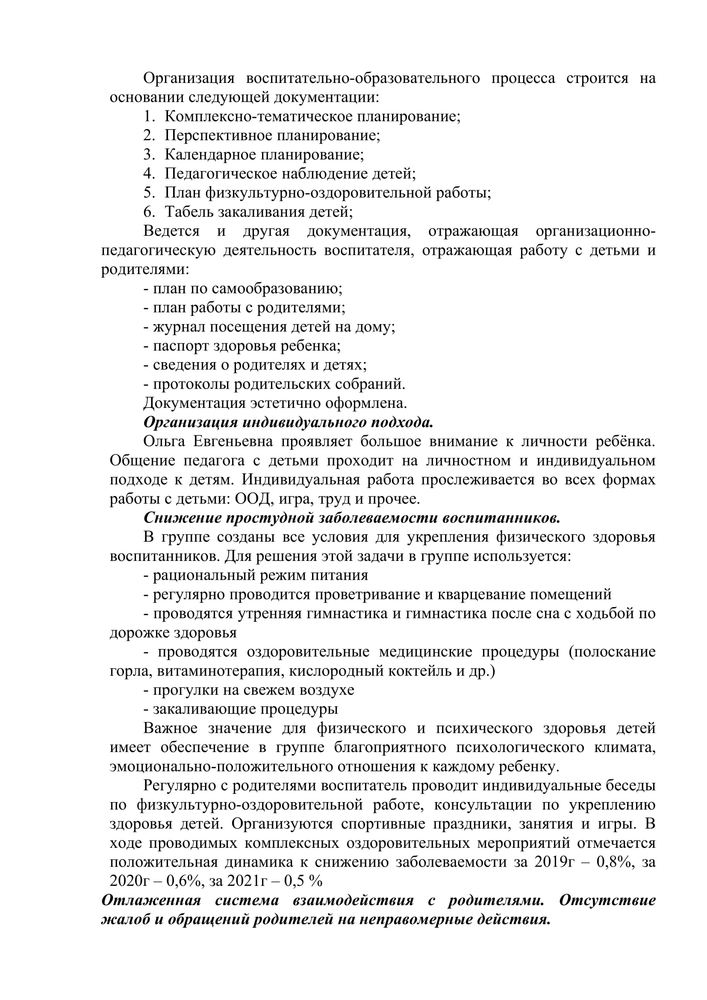 Организация воспитательно-образовательного процесса строится на
основании следующей документации:
1. Комплексно-тематическое планирование;
2. Перспективное планирование;
3. Календарное планирование;
4. Педагогическое наблюдение детей;
5. План физкультурно-оздоровительной работы;
6. Табель закаливания детей;
Ведется и другая документация, отражающая организационно-
педагогическую деятельность воспитателя, отражающая работу с детьми и
родителями:
- план по самообразованию;
- план работы с родителями;
- журнал посещения детей на дому;
- паспорт здоровья ребенка;
- сведения о родителях и детях;
- протоколы родительских собраний.
Документация эстетично оформлена.
Организация индивидуального подхода.
Ольга Евгеньевна проявляет большое внимание к личности ребёнка.
Общение педагога с детьми проходит на личностном и индивидуальном
подходе к детям. Индивидуальная работа прослеживается во всех формах
работы с детьми: ООД, игра, труд и прочее.
Снижение простудной заболеваемости воспитанников.
В группе созданы все условия для укрепления физического здоровья
воспитанников. Для решения этой задачи в группе используется:
- рациональный режим питания
- регулярно проводится проветривание и кварцевание помещений
- проводятся утренняя гимнастика и гимнастика после сна с ходьбой по
дорожке здоровья
- проводятся оздоровительные медицинские процедуры (полоскание
горла, витаминотерапия, кислородный коктейль и др.)
- прогулки на свежем воздухе
- закаливающие процедуры
Важное значение для физического и психического здоровья детей
имеет обеспечение в группе благоприятного психологического климата,
эмоционально-положительного отношения к каждому ребенку.
Регулярно с родителями воспитатель проводит индивидуальные беседы
по физкультурно-оздоровительной работе, консультации по укреплению
здоровья детей. Организуются спортивные праздники, занятия и игры. В
ходе проводимых комплексных оздоровительных мероприятий отмечается
положительная динамика к снижению заболеваемости за 2019г – 0,8%, за
2020г – 0,6%, за 2021г – 0,5 %
Отлаженная система взаимодействия с родителями. Отсутствие
жалоб и обращений родителей на неправомерные действия.